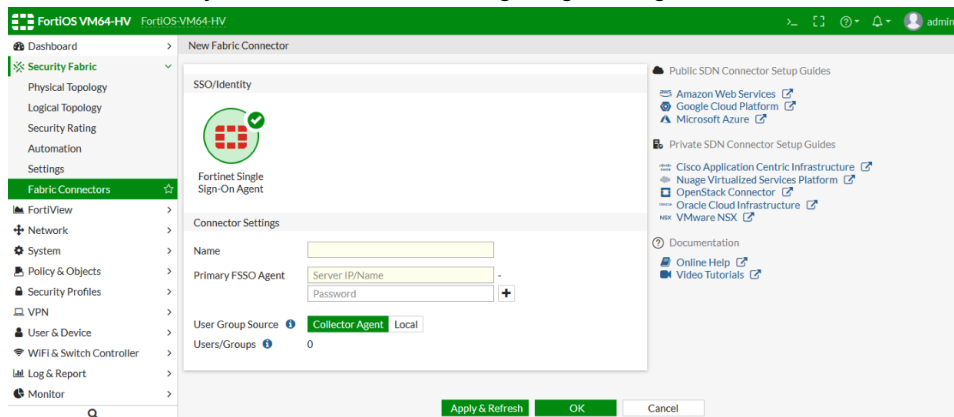 FortiOS VM64-HV FortiOS-VM64-HV
>_
admin
Dashboard
Security Fabric
Physical Topology
Logical Topology
Security Rating
Automation
Settings
Fabric Connectors
FortiView
Network
System
Policy & Objects
Security Profiles
VPN
User & Device
WiFi & Switch Controller
Log & Report
Monitor
New Fabric Connector
SSO/Identity
Fortinet Single
Sign-On Agent
Connector Settings
Name
Primary FSSO Agent Server IP/Name -
Password +
User Group Source Collector Agent Local
Users/Groups 0
Apply & Refresh OK Cancel
Public SDN Connector Setup Guides
aws Amazon Web Services
Google Cloud Platform
Microsoft Azure
Private SDN Connector Setup Guides
Cisco Application Centric Infrastructure
Nuage Virtualized Services Platform
OpenStack Connector
Oracle Cloud Infrastructure
NSX VMware NSX
Documentation
Online Help
Video Tutorials